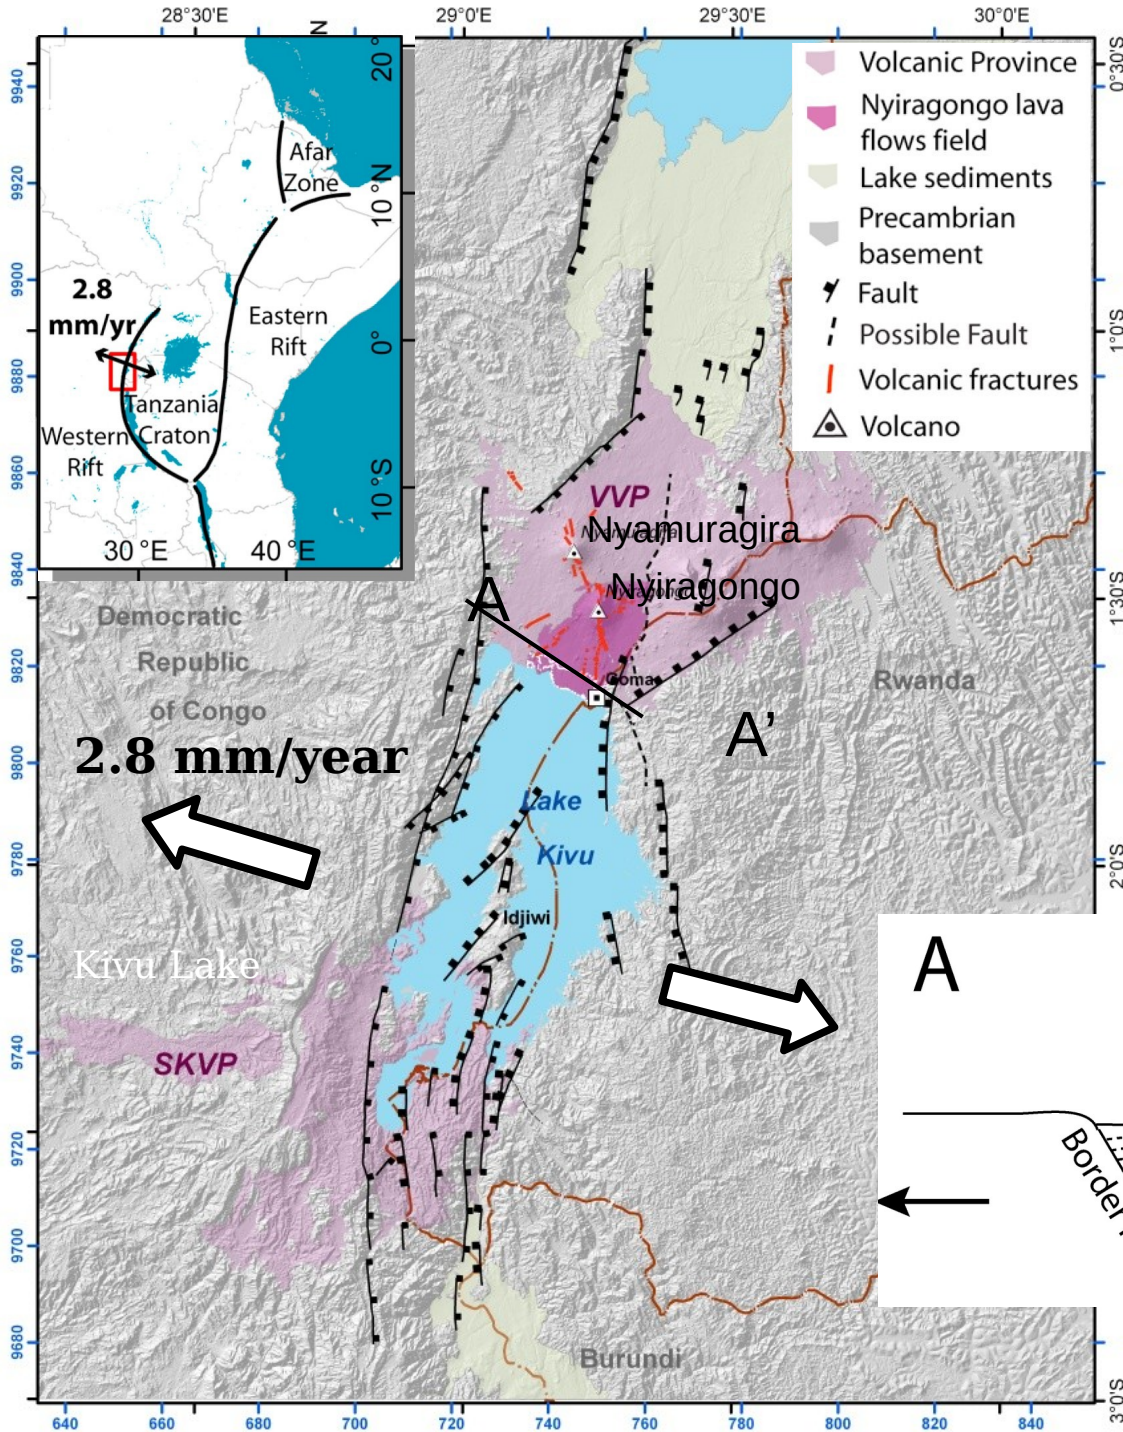 28°30'E
29°0'E
29°30'E
30°0'E
N
20°
10°N
0°
10°S
30°E
40°E
Afar
Zone
2.8
mm/yr
Eastern
Rift
Tanzania
Craton
Western
Rift
Volcanic Province
Nyiragongo lava
flows field
Lake sediments
Precambrian
basement
Fault
Possible Fault
Volcanic fractures
Volcano
0°30'S
1°0'S
1°30'S
2°0'S
3°0'S
9940
9920
9900
9880
9860
9840
9820
9800
9780
9760
9740
9720
9700
9680
VVP
Nyamuragira
Nyamuragira
Nyiragongo
Nyiragongo
A
Goma
A’
Democratic
Republic
of Congo
Rwanda
2.8 mm/year
Lake
Kivu
Idjiwi
Kivu Lake
SKVP
A
Border
Burundi
640
660
680
700
720
740
760
780
800
820
840